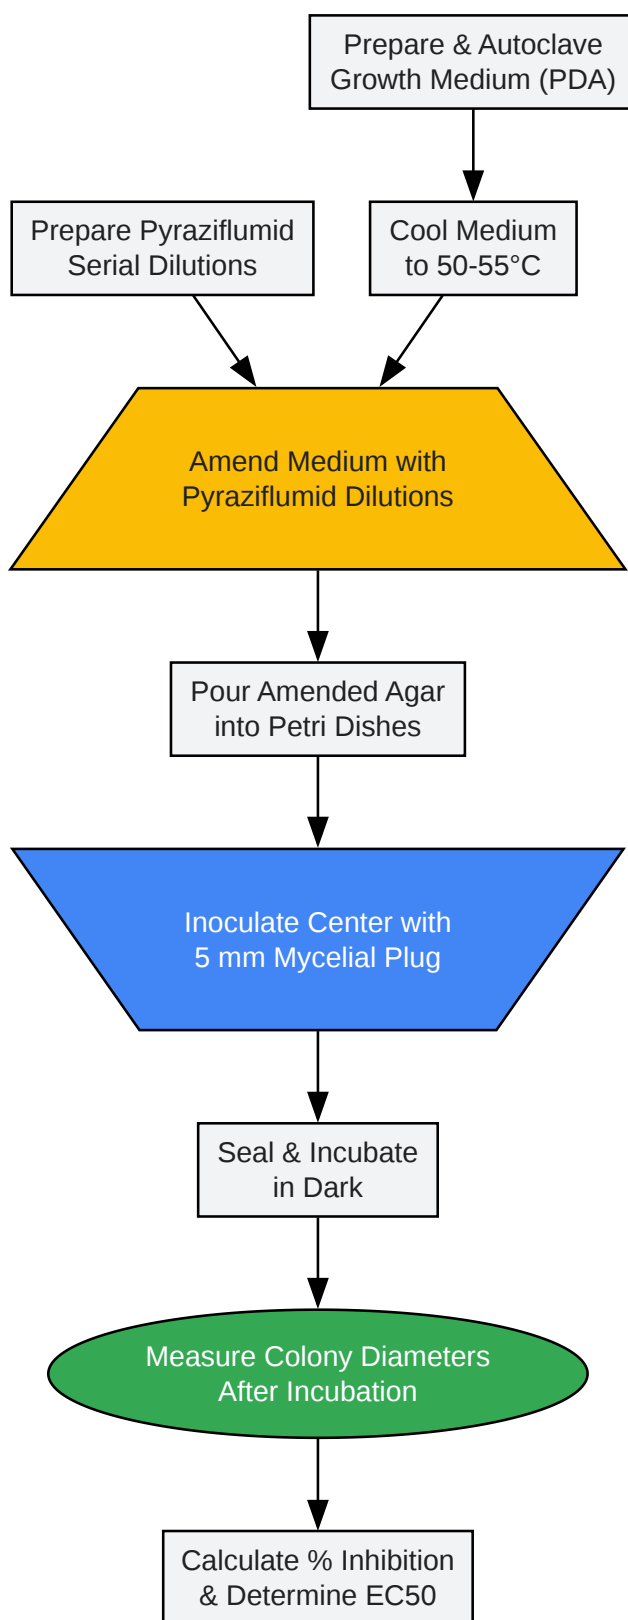 Prepare & Autoclave
Growth Medium (PDA)
Prepare Pyraziflumid
Serial Dilutions
Cool Medium
to 50-55°C
Amend Medium with
Pyraziflumid Dilutions
Pour Amended Agar
into Petri Dishes
Inoculate Center with
5 mm Mycelial Plug
Seal & Incubate
in Dark
Measure Colony Diameters
After Incubation
Calculate % Inhibition
& Determine EC50